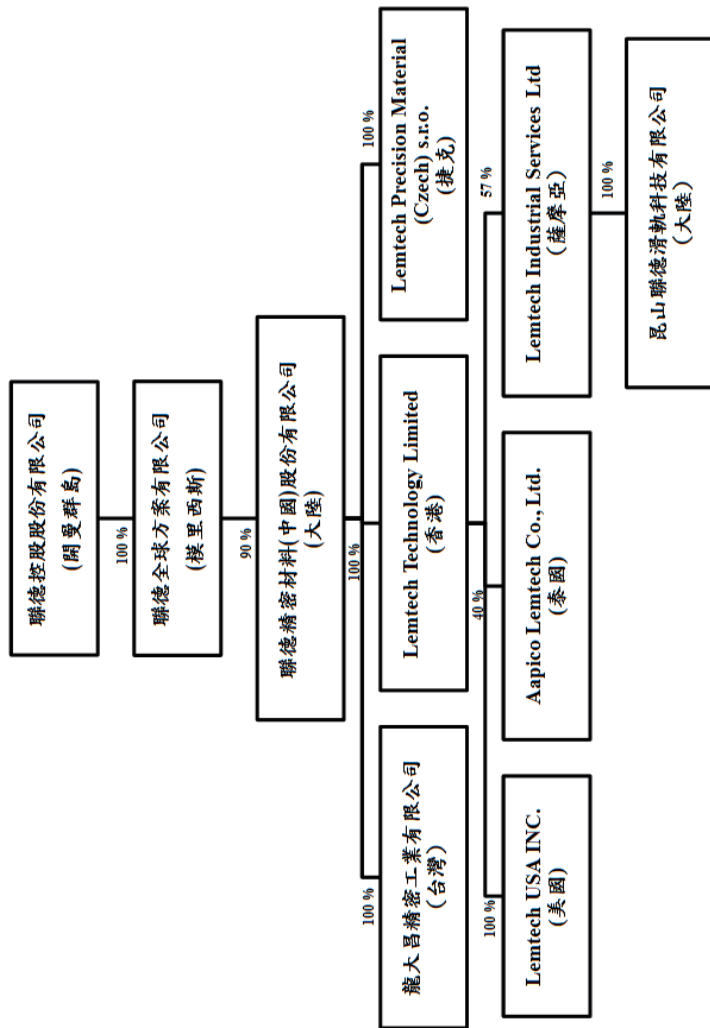 聯德控股股份有限公司
(開曼群島)
100 %
聯德全球方案有限公司
(模里西斯)
90 %
聯德精密材料(中國)股份有限公司
(大陸)
100 %
100 %
100 %
龍大昌精密工業有限公司
(台灣)
Lemtech Technology Limited
(香港)
Lemtech Precision Material
(Czech) s.r.o.
(捷克)
100 %
40 %
57 %
Lemtech USA INC.
(美國)
Aapico Lemtech Co., Ltd.
(泰國)
Lemtech Industrial Services Ltd
(薩摩亞)
100 %
昆山聯德滑軌科技有限公司
(大陸)